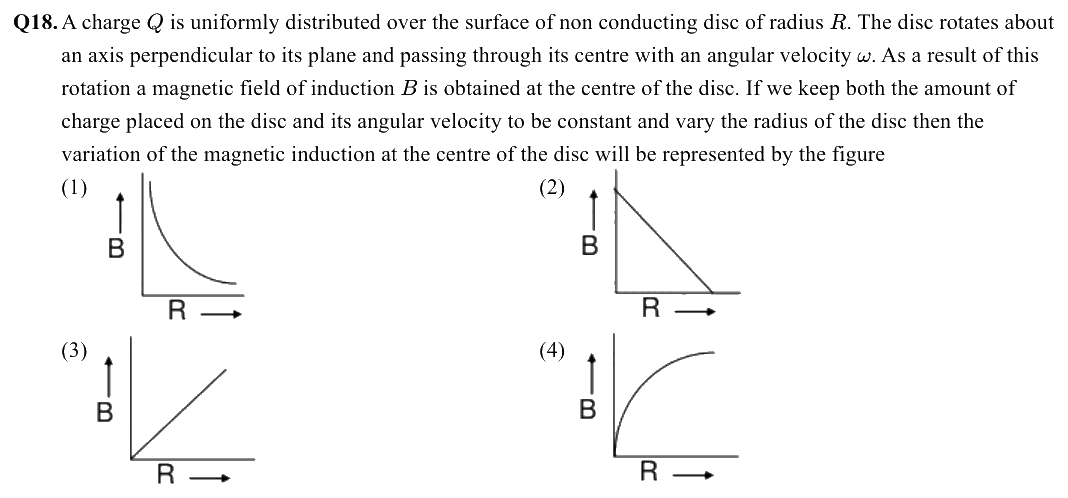 Q18. A charge Q is uniformly distributed over the surface of non conducting disc of radius R. The disc rotates about
an axis perpendicular to its plane and passing through its centre with an angular velocity ω. As a result of this
rotation a magnetic field of induction B is obtained at the centre of the disc. If we keep both the amount of
charge placed on the disc and its angular velocity to be constant and vary the radius of the disc then the
variation of the magnetic induction at the centre of the disc will be represented by the figure
(1) (2)
B B
R R
(3) (4)
B B
R R